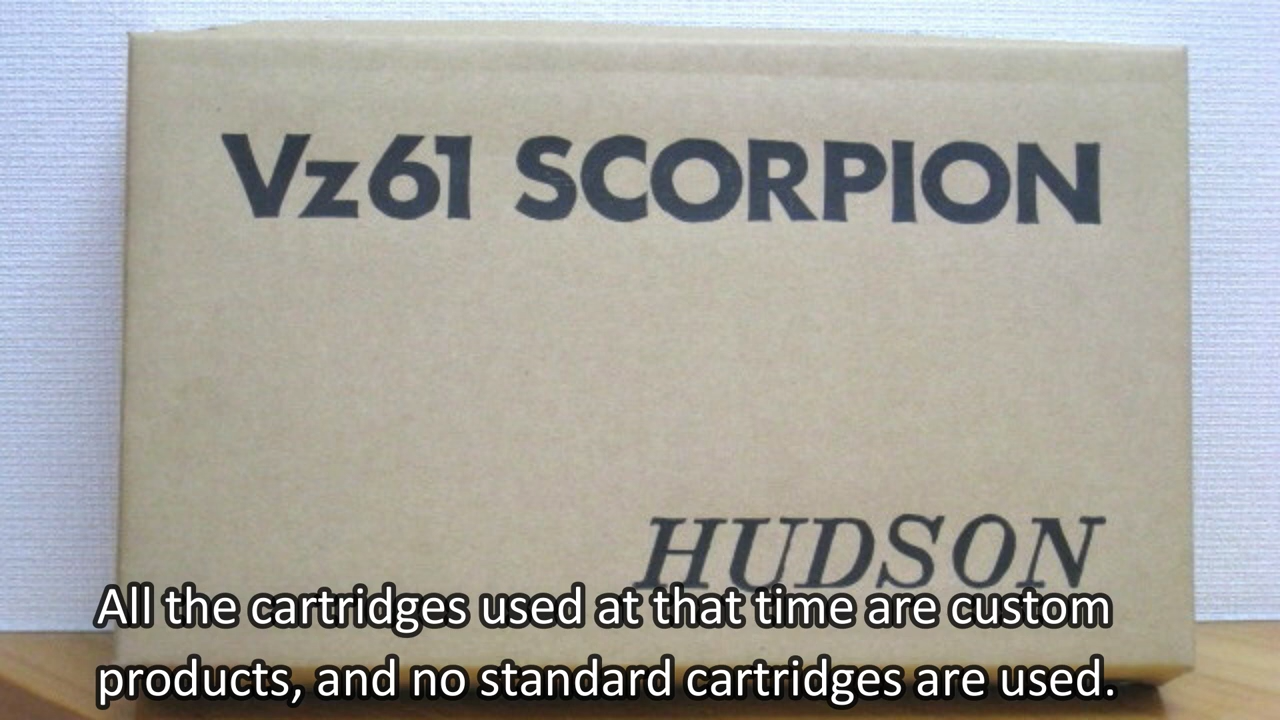 Vz61 SCORPION
HUDSON
All the cartridges used at that time are custom
products, and no standard cartridges are used.